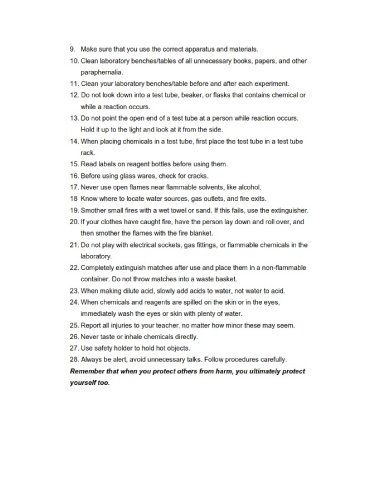 9. Make sure that you use the correct apparatus and materials.
10. Clean laboratory benches/tables of all unnecessary books, papers, and other
paraphernalia.
11. Clean your laboratory benches/table before and after each experiment.
12. Do not look down into a test tube, beaker, or flasks that contains chemical or
while a reaction occurs.
13. Do not point the open end of a test tube at a person while reaction occurs.
Hold it up to the light and look at it from the side.
14. When placing chemicals in a test tube, first place the test tube in a test tube
rack.
15. Read labels on reagent bottles before using them.
16. Before using glass wares, check for cracks.
17. Never use open flames near flammable solvents, like alcohol.
18 Know where to locate water sources, gas outlets, and fire exits.
19. Smother small fires with a wet towel or sand. If this fails, use the extinguisher.
20. If your clothes have caught fire, have the person lay down and roll over, and
then smother the flames with the fire blanket.
21. Do not play with electrical sockets, gas fittings, or flammable chemicals in the
laboratory.
22. Completely extinguish matches after use and place them in a non-flammable
container. Do not throw matches into a waste basket.
23. When making dilute acid, slowly add acids to water, not water to acid.
24. When chemicals and reagents are spilled on the skin or in the eyes,
immediately wash the eyes or skin with plenty of water.
25. Report all injuries to your teacher, no matter how minor these may seem.
26. Never taste or inhale chemicals directly.
27. Use safety holder to hold hot objects.
28. Always be alert, avoid unnecessary talks. Follow procedures carefully.
Remember that when you protect others from harm, you ultimately protect
yourself too.